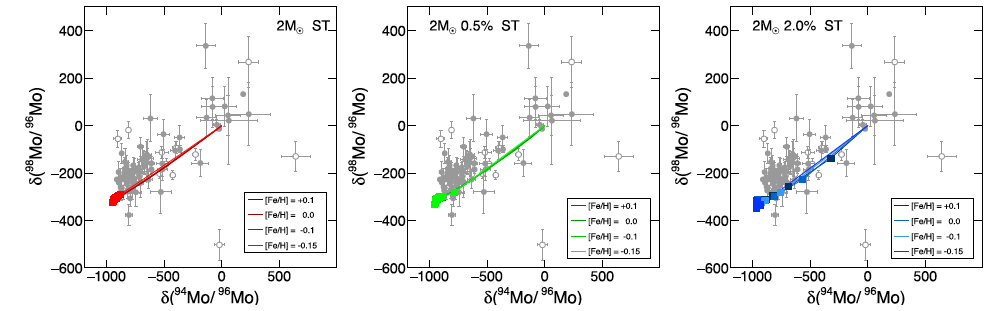 2M☉ ST
400
200
0
−200
−400
−600
−1000 −500 0 500
δ(⁹⁸Mo/ ⁹⁶Mo)
δ(⁹⁴Mo/ ⁹⁶Mo)
[Fe/H] = +0.1
[Fe/H] = 0.0
[Fe/H] = -0.1
[Fe/H] = -0.15
2M☉ 0.5% ST
400
200
0
−200
−400
−600
−1000 −500 0 500
δ(⁹⁸Mo/ ⁹⁶Mo)
δ(⁹⁴Mo/ ⁹⁶Mo)
[Fe/H] = +0.1
[Fe/H] = 0.0
[Fe/H] = -0.1
[Fe/H] = -0.15
2M☉ 2.0% ST
400
200
0
−200
−400
−600
−1000 −500 0 500
δ(⁹⁸Mo/ ⁹⁶Mo)
δ(⁹⁴Mo/ ⁹⁶Mo)
[Fe/H] = +0.1
[Fe/H] = 0.0
[Fe/H] = -0.1
[Fe/H] = -0.15